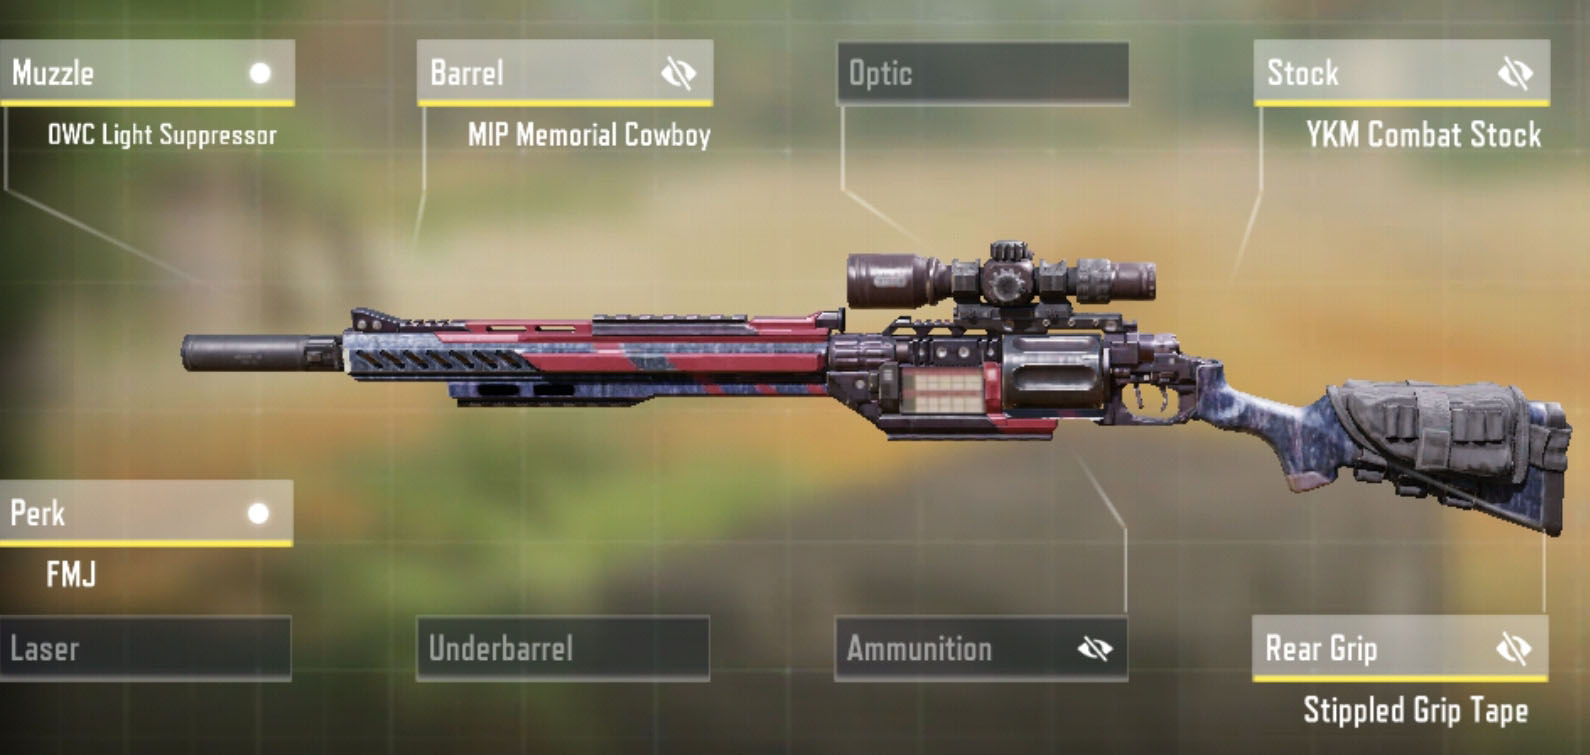 Muzzle
OWC Light Suppressor
Barrel
MIP Memorial Cowboy
Optic
Stock
YKM Combat Stock
Perk
FMJ
Laser
Underbarrel
Ammunition
Rear Grip
Stippled Grip Tape